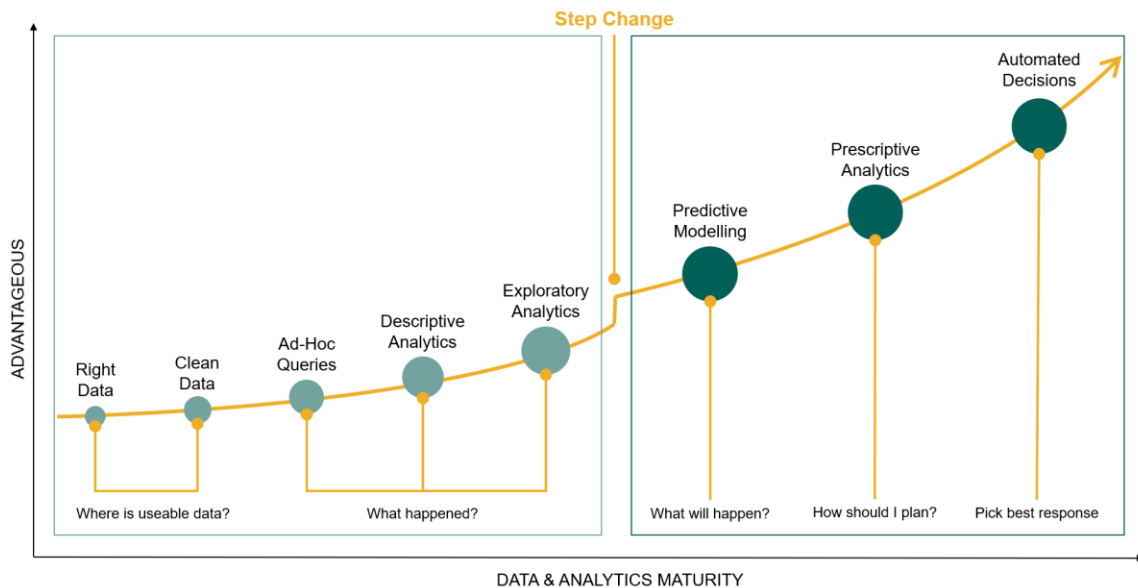 Step Change
Automated
Decisions
Prescriptive
Analytics
Predictive
Modelling
Exploratory
Analytics
Descriptive
Analytics
Ad-Hoc
Queries
Clean
Data
Right
Data
ADVANTAGEOUS
Where is useable data?
What happened?
What will happen?
How should I plan?
Pick best response
DATA & ANALYTICS MATURITY